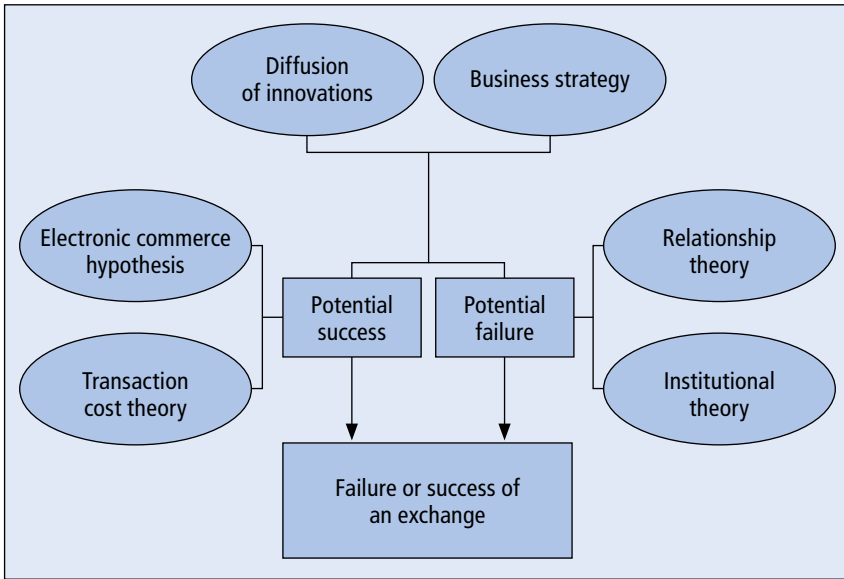 Diffusion
of innovations
Business strategy
Electronic commerce
hypothesis
Relationship
theory
Potential
success
Potential
failure
Transaction
cost theory
Institutional
theory
Failure or success of
an exchange